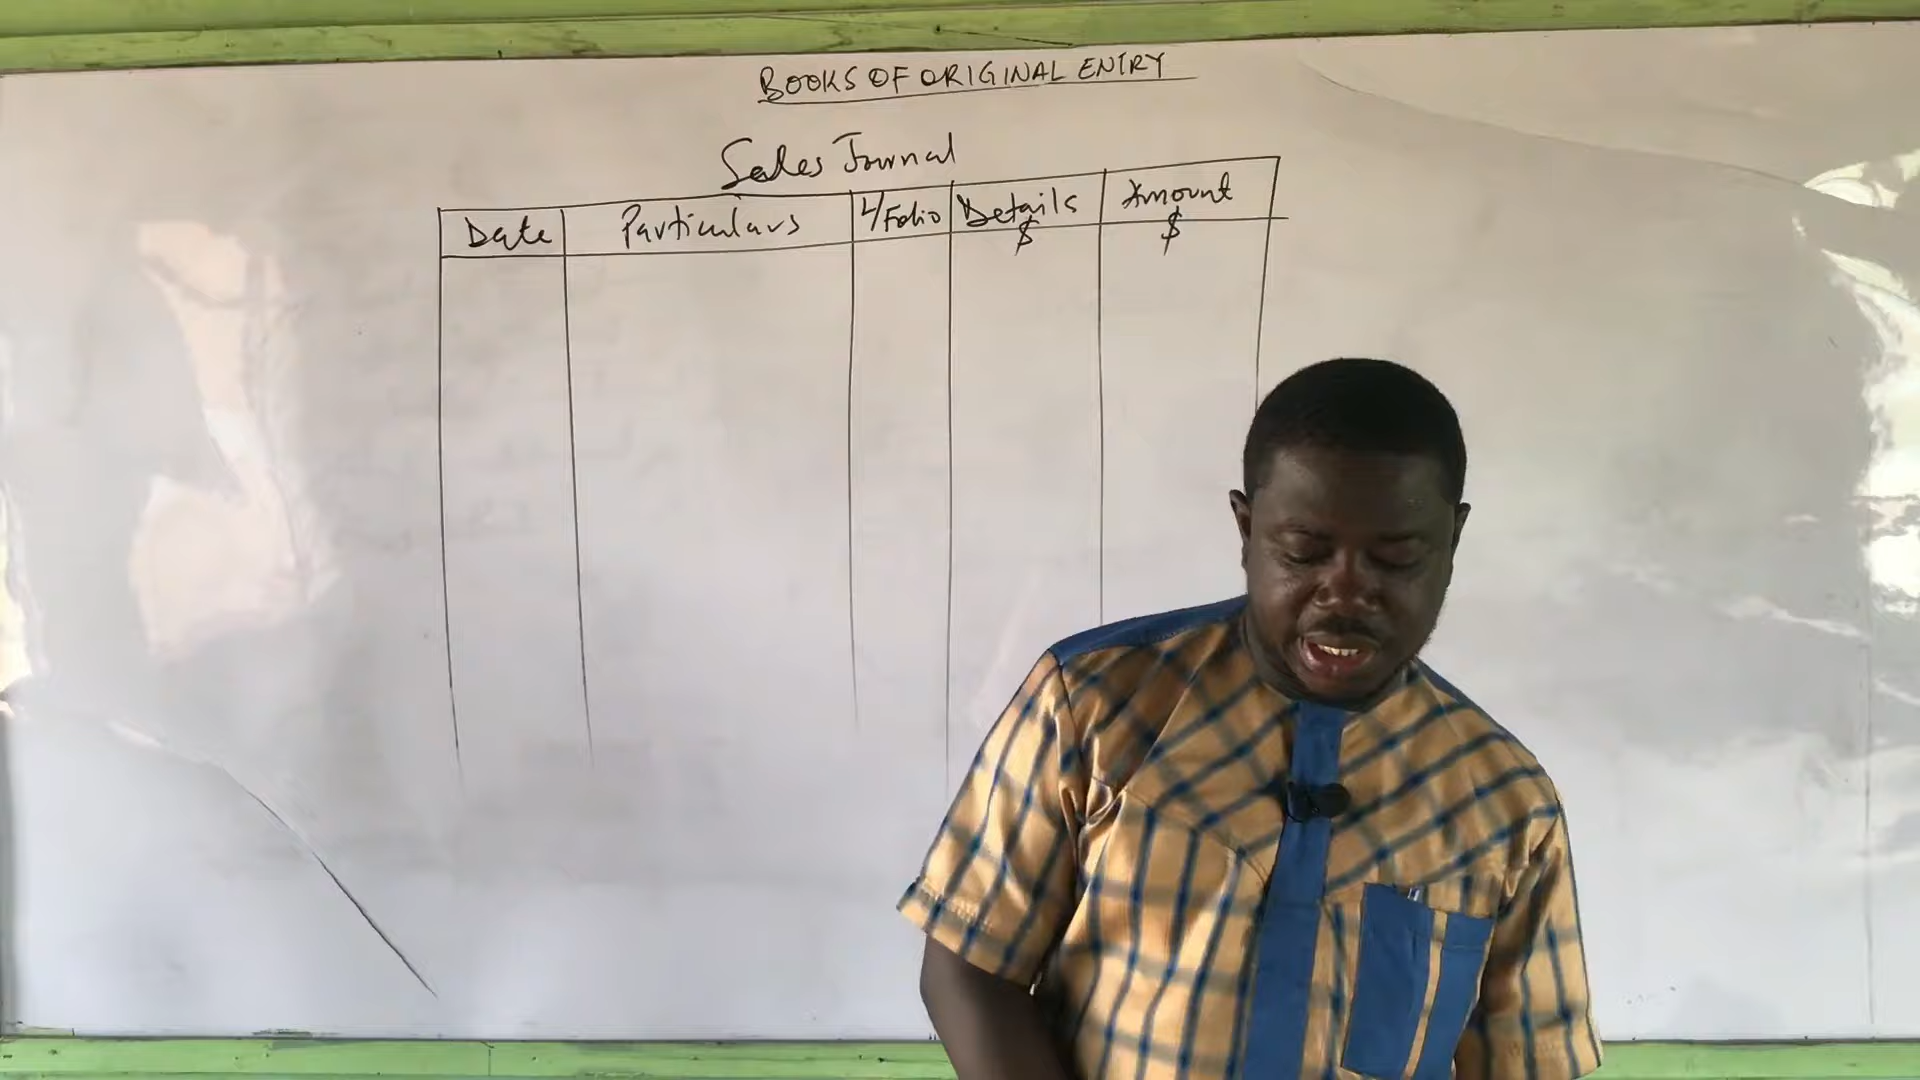 BOOKS OF ORIGINAL ENTRY
Sales Journal
Date Particulars L/Folio Details Amount
$ $